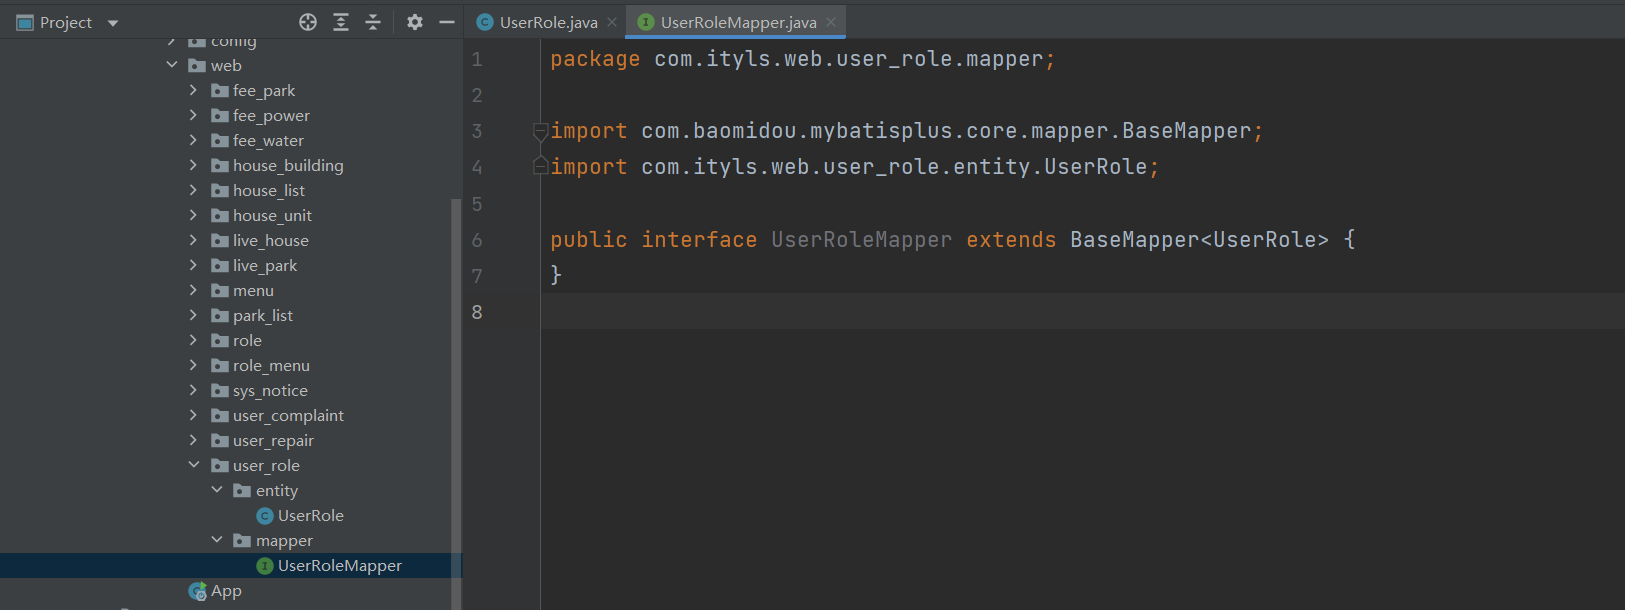 Project
config
web
fee_park
fee_power
fee_water
house_building
house_list
house_unit
live_house
live_park
menu
park_list
role
role_menu
sys_notice
user_complaint
user_repair
user_role
entity
C UserRole
mapper
I UserRoleMapper
App
C UserRole.java
I UserRoleMapper.java
1 package com.ityls.web.user_role.mapper;
2
3 import com.baomidou.mybatisplus.core.mapper.BaseMapper;
4 import com.ityls.web.user_role.entity.UserRole;
5
6 public interface UserRoleMapper extends BaseMapper<UserRole> {
7 }
8